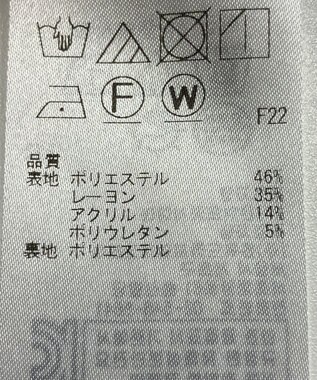 F W
F22
品質
表地 ポリエステル 46%
レーヨン 35%
アクリル 14%
ポリウレタン 5%
裏地 ポリエステル